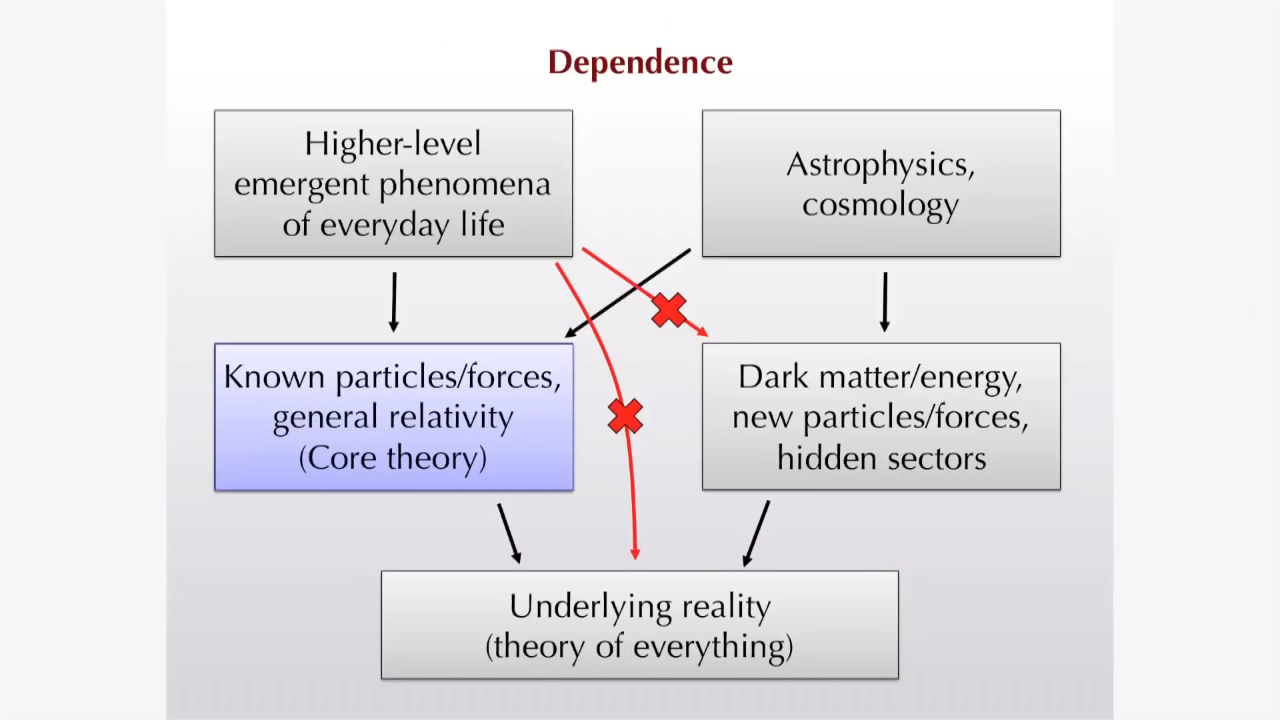 Dependence
Higher-level
emergent phenomena
of everyday life
Astrophysics,
cosmology
Known particles/forces,
general relativity
(Core theory)
Dark matter/energy,
new particles/forces,
hidden sectors
Underlying reality
(theory of everything)